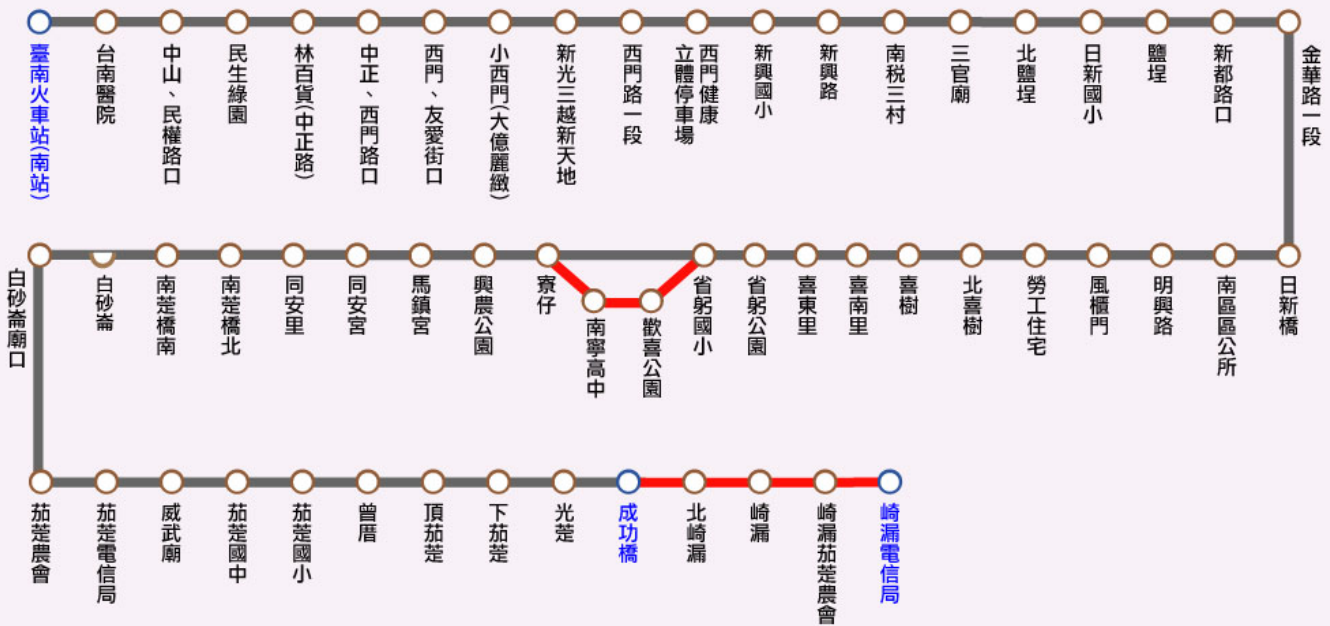 臺南火車站(南站)
台南醫院
中山、民權路口
民生綠園
林百貨(中正路)
中正、西門路口
西門、友愛街口
小西門(大億麗緻)
新光三越新天地
西門路一段
西門健康
立體停車場
新興國小
新興路
南稅三村
三官廟
北鹽埕
日新國小
鹽埕
新都路口
金華路一段
日新橋
南區區公所
明興路
風櫃門
勞工住宅
北喜樹
喜樹
喜南里
喜東里
省躬公園
省躬國小
歡喜公園
南寧高中
寮仔
興農公園
馬鎮宮
同安宮
同安里
南萣橋北
南萣橋南
白砂崙
白砂崙廟口
茄萣農會
茄萣電信局
威武廟
茄萣國中
茄萣國小
曾厝
頂茄萣
下茄萣
光萣
成功橋
北崎漏
崎漏
崎漏茄萣農會
崎漏電信局